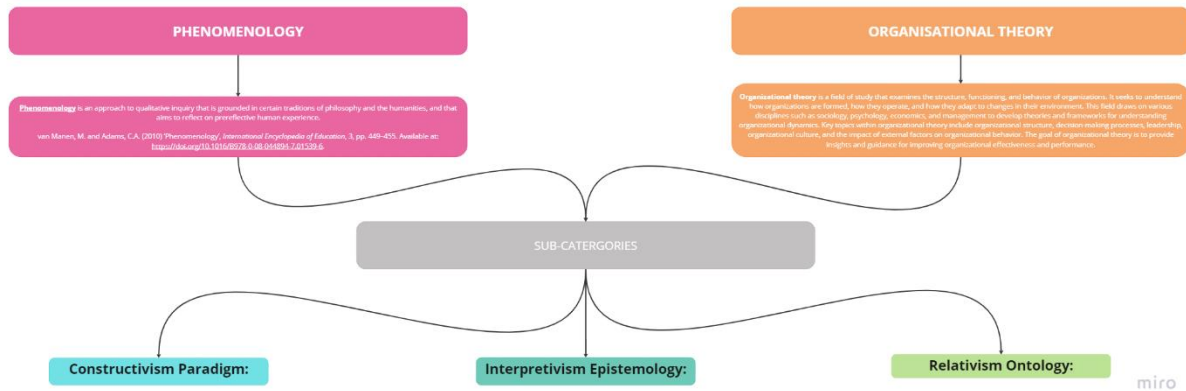 PHENOMENOLOGY
ORGANISATIONAL THEORY
Phenomenology is an approach to qualitative inquiry that is grounded in certain traditions of philosophy and the humanities, and that
aims to reflect on prereflective human experience.
van Manen, M. and Adams, C.A. (2010) 'Phenomenology', International Encyclopedia of Education, 3, pp. 449–455. Available at:
https://doi.org/10.1016/B978-0-08-044894-7.01539-6.
Organisational theory is a field of study that examines the structure, functioning, and behavior of organisations. It seeks to understand
how organizations are formed, how they operate, and how they adapt to changes in their environment. This field draws on various
disciplines such as sociology, psychology, economics, and management to develop theories and frameworks for understanding
organizational dynamics. Key topics within organizational theory include organizational structure, decision-making processes, leadership,
organizational culture, and the impact of external factors on organizational behavior. The goal of organizational theory is to provide
insights and guidance for improving organizational effectiveness and performance.
SUB-CATERGORIES
Constructivism Paradigm:
Interpretivism Epistemology:
Relativism Ontology:
miro